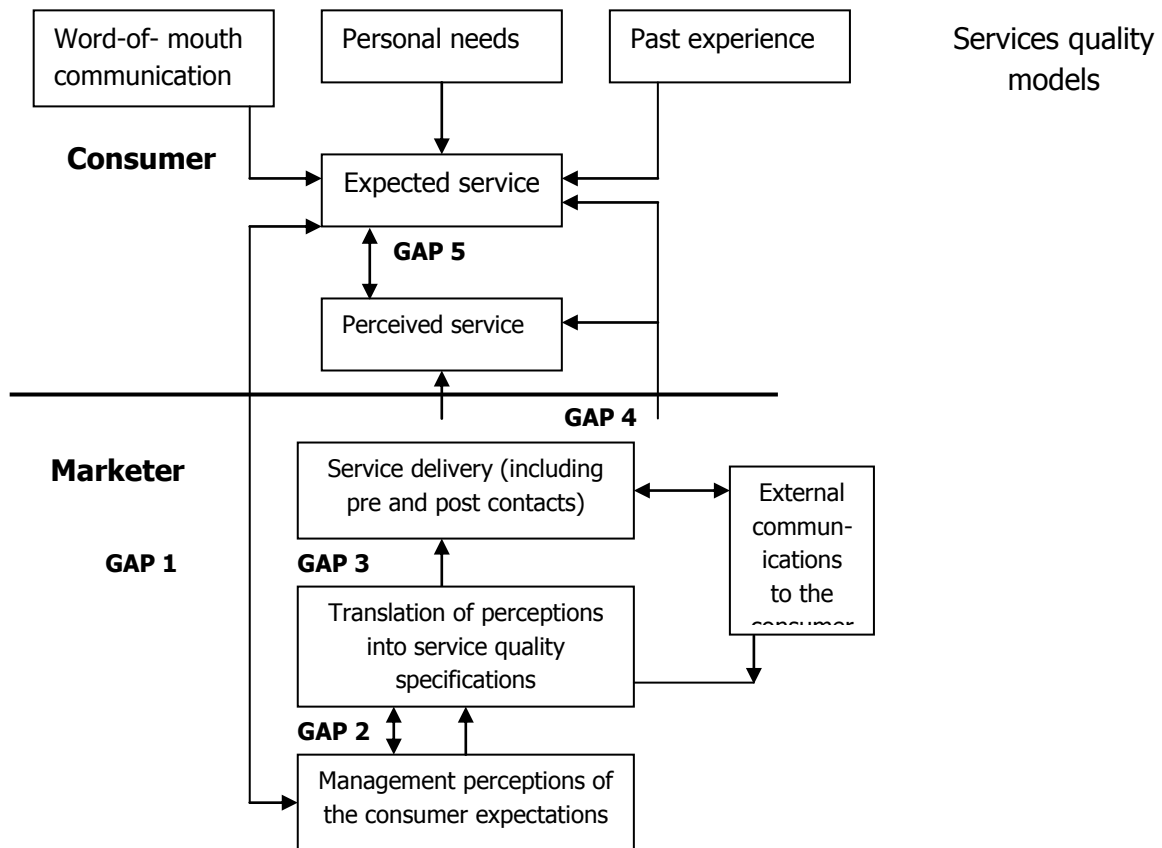 Word-of- mouth
communication
Personal needs
Past experience
Services quality
models
Consumer
Expected service
GAP 5
Perceived service
GAP 4
Marketer
Service delivery (including
pre and post contacts)
External
commun-
ications
to the
consumer
GAP 1
GAP 3
Translation of perceptions
into service quality
specifications
GAP 2
Management perceptions of
the consumer expectations